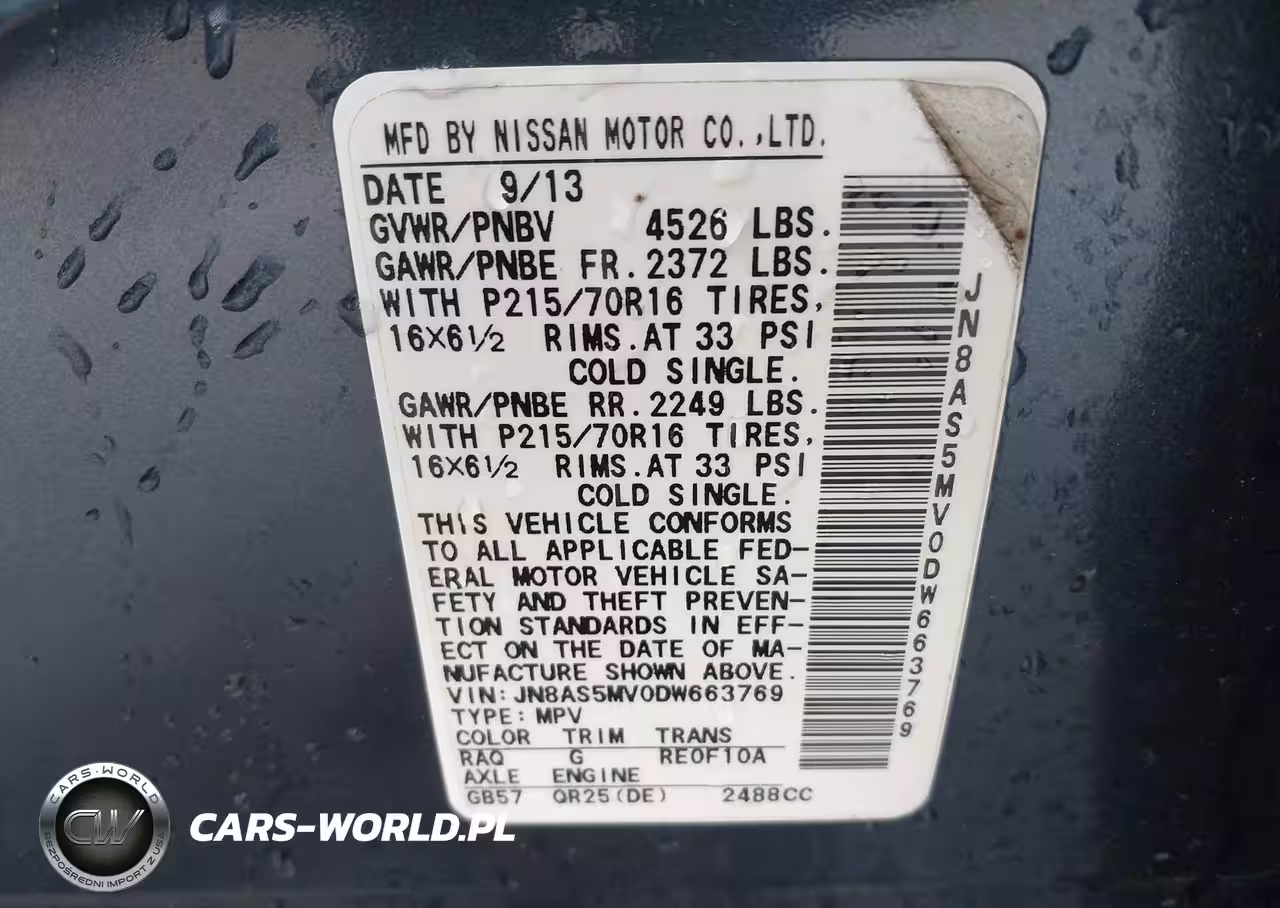 MFD BY NISSAN MOTOR CO.,LTD.
DATE 9/13
GVWR/PNBV 4526 LBS.
GAWR/PNBE FR.2372 LBS.
WITH P215/70R16 TIRES,
16X6½ RIMS.AT 33 PSI
COLD SINGLE.
GAWR/PNBE RR.2249 LBS.
WITH P215/70R16 TIRES,
16X6½ RIMS.AT 33 PSI
COLD SINGLE.
THIS VEHICLE CONFORMS
TO ALL APPLICABLE FED-
ERAL MOTOR VEHICLE SA-
FETY AND THEFT PREVEN-
TION STANDARDS IN EFF-
ECT ON THE DATE OF MA-
NUFACTURE SHOWN ABOVE.
VIN:JN8AS5MV0DW663769
TYPE:MPV
COLOR TRIM TRANS
RAQ G RE0F10A
AXLE ENGINE
GB57 QR25(DE) 2488CC
JN8AS5MV0DW663769
CARS-WORLD
CW
BEZPOŚREDNI IMPORT Z USA
CARS-WORLD.PL